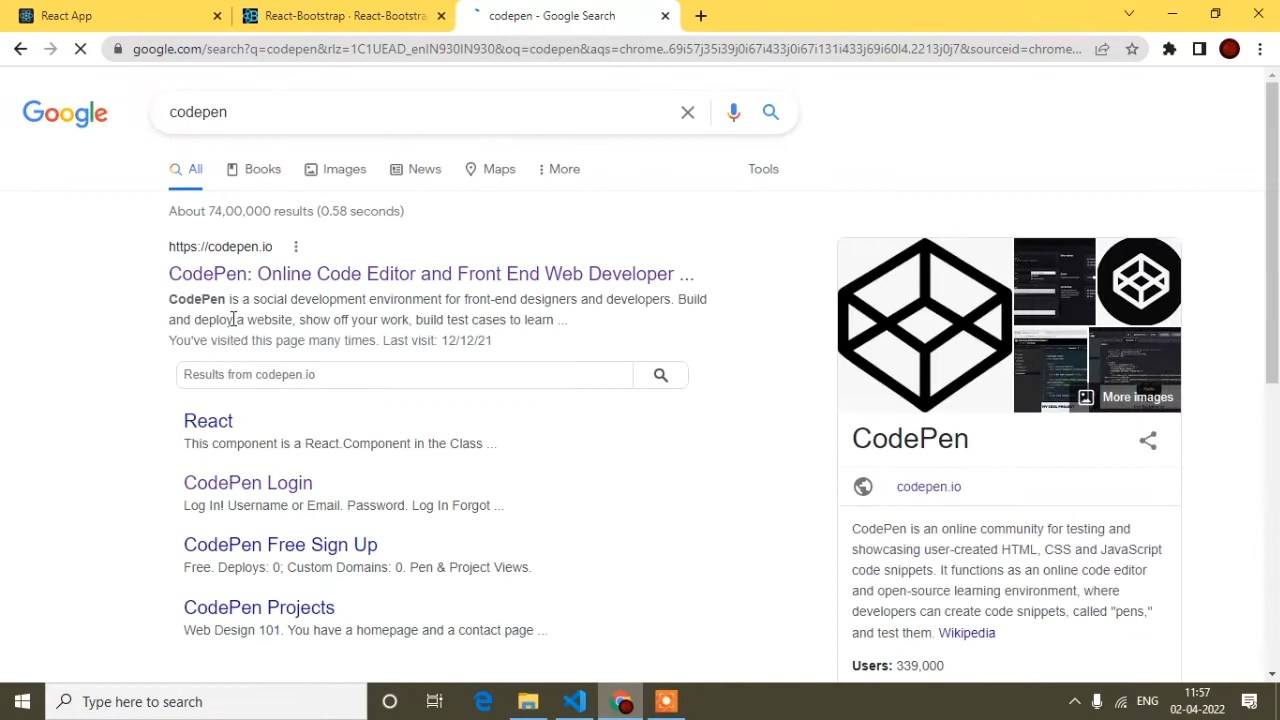 React App
React-Bootstrap · React-Bootstra
codepen - Google Search
google.com/search?q=codepen&rlz=1C1UEAD_enIN930IN930&oq=codepen&aqs=chrome..69i57j35i39j0i67i433j0i67i131i433j69i60l4.2213j0j7&sourceid=chrome...
Google
codepen
All
Books
Images
News
Maps
More
Tools
About 74,00,000 results (0.58 seconds)
https://codepen.io
CodePen: Online Code Editor and Front End Web Developer ...
CodePen is a social development environment for front-end designers and developers. Build
and deploy a website, show off your work, build test cases to learn ...
You've visited this page many times. Last visit: 12/12/21
Results from codepen.io
React
This component is a React.Component in the Class ...
CodePen Login
Log In! Username or Email. Password. Log In Forgot ...
CodePen Free Sign Up
Free. Deploys: 0; Custom Domains: 0. Pen & Project Views.
CodePen Projects
Web Design 101. You have a homepage and a contact page ...
More images
CodePen
codepen.io
CodePen is an online community for testing and
showcasing user-created HTML, CSS and JavaScript
code snippets. It functions as an online code editor
and open-source learning environment, where
developers can create code snippets, called "pens,"
and test them. Wikipedia
Users: 339,000
Type here to search
ENG
11:57
02-04-2022